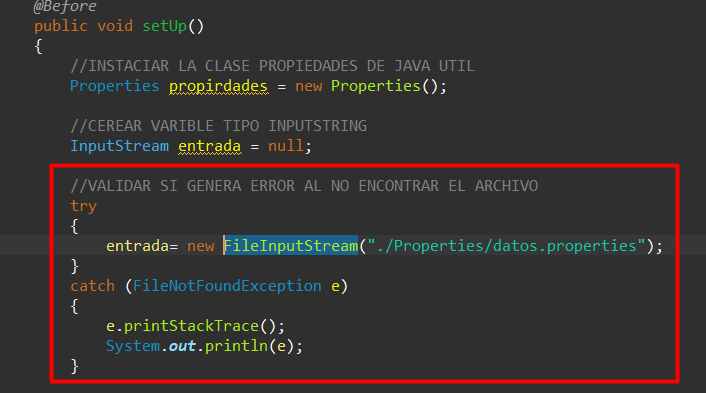 @Before
public void setUp()
{
//INSTACIAR LA CLASE PROPIEDADES DE JAVA UTIL
Properties propirdades = new Properties();
//CEREAR VARIBLE TIPO INPUTSTRING
InputStream entrada = null;
//VALIDAR SI GENERA ERROR AL NO ENCONTRAR EL ARCHIVO
try
{
entrada= new FileInputStream("./Properties/datos.properties");
}
catch (FileNotFoundException e)
{
e.printStackTrace();
System.out.println(e);
}